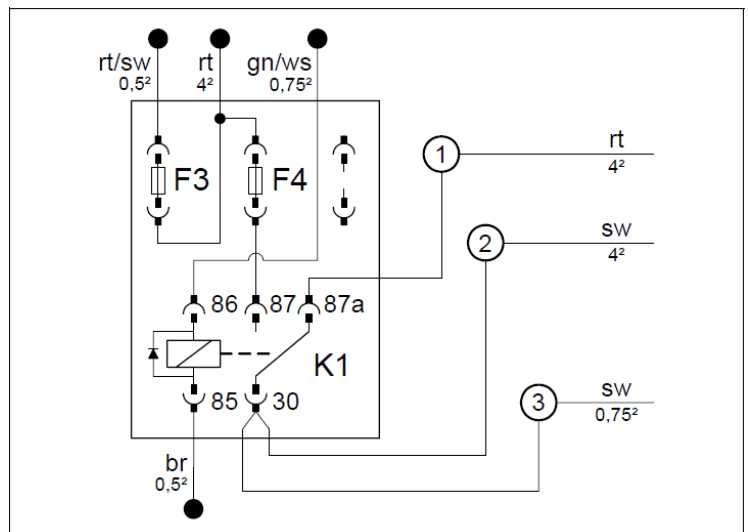 rt/sw
0,5²
rt
4²
gn/ws
0,75²
F3
F4
1
rt
4²
2
sw
4²
86
87
87a
K1
85
30
3
sw
0,75²
br
0,5²